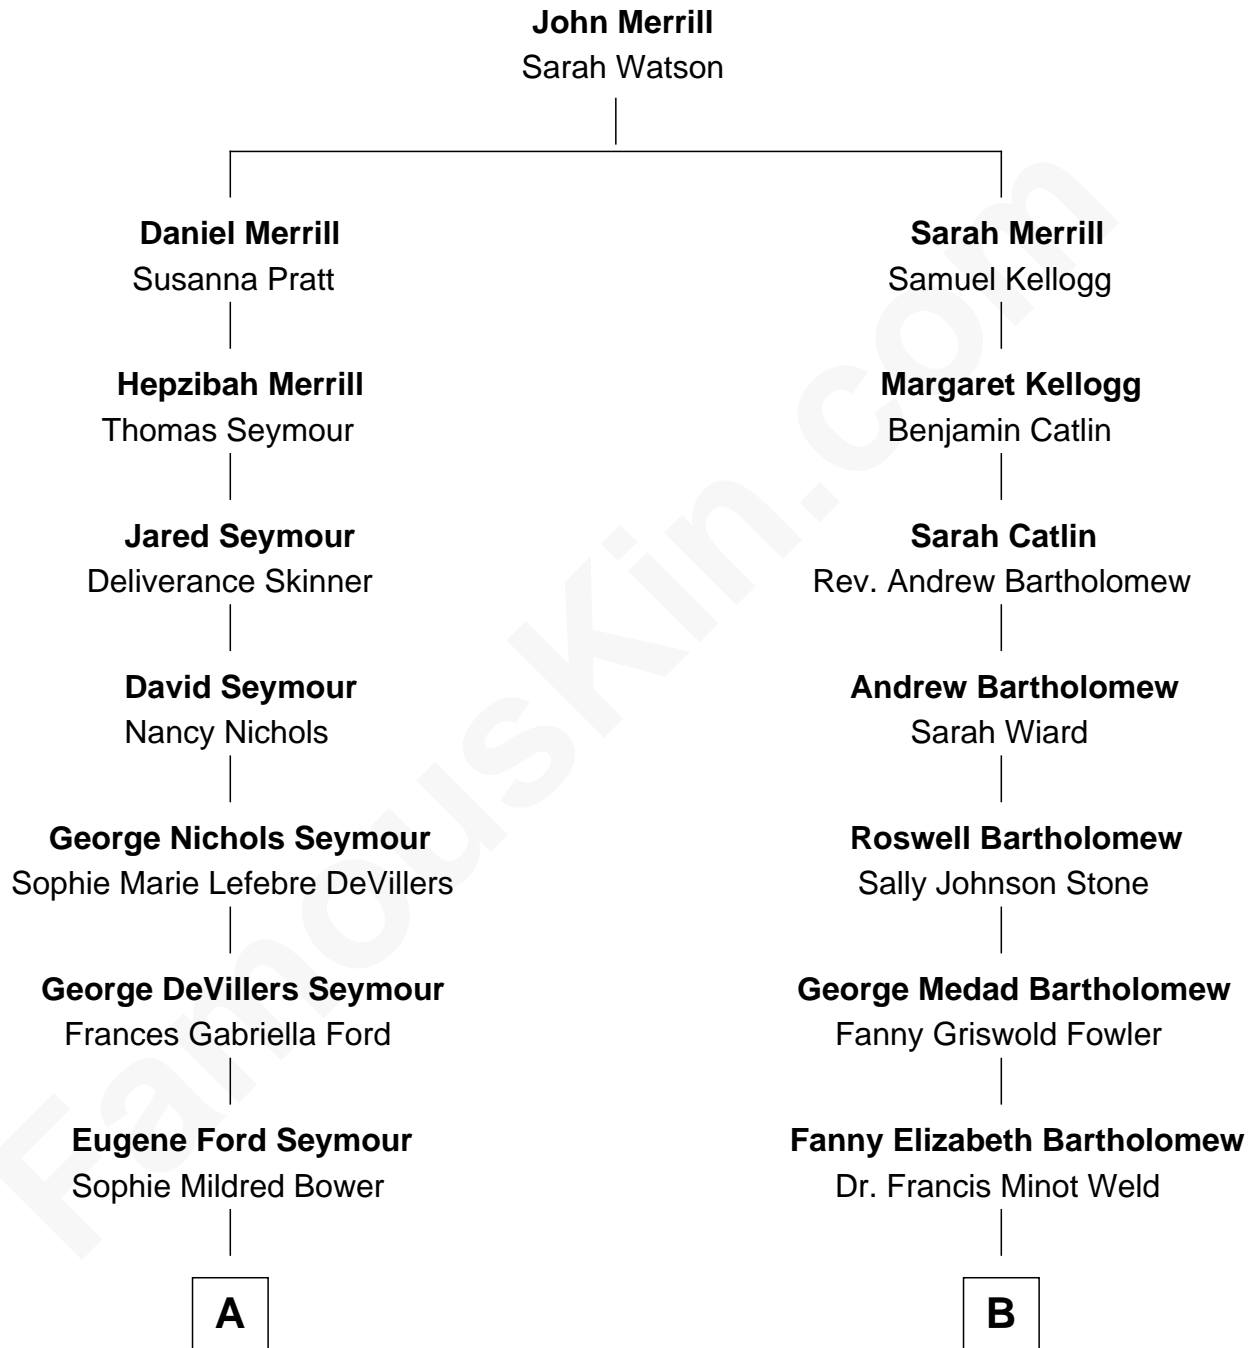 John Merrill
Sarah Watson
Daniel Merrill
Susanna Pratt
Sarah Merrill
Samuel Kellogg
Hepzibah Merrill
Thomas Seymour
Margaret Kellogg
Benjamin Catlin
Jared Seymour
Deliverance Skinner
Sarah Catlin
Rev. Andrew Bartholomew
David Seymour
Nancy Nichols
Andrew Bartholomew
Sarah Wiard
George Nichols Seymour
Sophie Marie Lefebre DeVillers
Roswell Bartholomew
Sally Johnson Stone
George DeVillers Seymour
Frances Gabriella Ford
George Medad Bartholomew
Fanny Griswold Fowler
Eugene Ford Seymour
Sophie Mildred Bower
Fanny Elizabeth Bartholomew
Dr. Francis Minot Weld
A
B
FamousKin.com